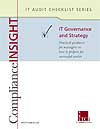 IT AUDIT CHECKLIST SERIES
ComplianceINSIGHT
IT Governance
and Strategy
Practical guidance
for managers on
how to prepare for
successful audits